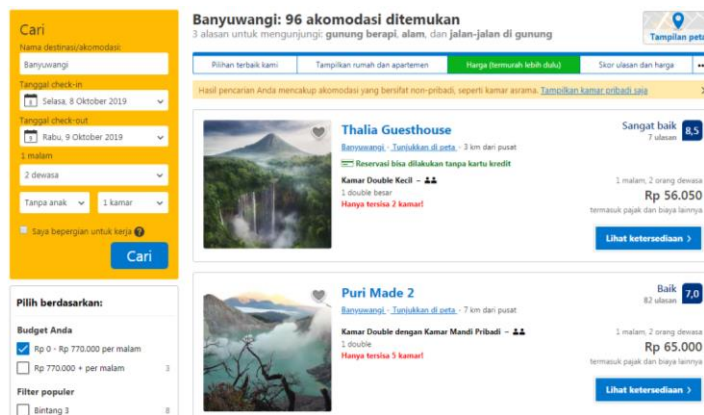 Cari
Nama destinasi/akomodasi:
Banyuwangi
Tanggal check-in
Selasa, 8 Oktober 2019
Tanggal check-out
Rabu, 9 Oktober 2019
1 malam
2 dewasa
Tanpa anak
1 kamar
Saya bepergian untuk kerja
Cari
Pilih berdasarkan:
Budget Anda
Rp 0 - Rp 770.000 per malam
Rp 770.000 + per malam 3
Filter populer
Bintang 3 8
Banyuwangi: 96 akomodasi ditemukan
3 alasan untuk mengunjungi: gunung berapi, alam, dan jalan-jalan di gunung
Tampilan peta
Pilihan terbaik kami
Tampilkan rumah dan apartemen
Harga (termurah lebih dulu)
Skor ulasan dan harga
Hasil pencarian Anda mencakup akomodasi yang bersifat non-pribadi, seperti kamar asrama. Tampilkan kamar pribadi saja
Thalia Guesthouse
Banyuwangi - Tunjukkan di peta - 3 km dari pusat
Reservasi bisa dilakukan tanpa kartu kredit
Kamar Double Kecil –
1 double besar
Hanya tersisa 2 kamar!
Sangat baik 8,5
7 ulasan
1 malam, 2 orang dewasa
Rp 56.050
termasuk pajak dan biaya lainnya
Lihat ketersediaan
Puri Made 2
Banyuwangi - Tunjukkan di peta - 7 km dari pusat
Kamar Double dengan Kamar Mandi Pribadi –
1 double
Hanya tersisa 5 kamar!
Baik 7,0
82 ulasan
1 malam, 2 orang dewasa
Rp 65.000
termasuk pajak dan biaya lainnya
Lihat ketersediaan